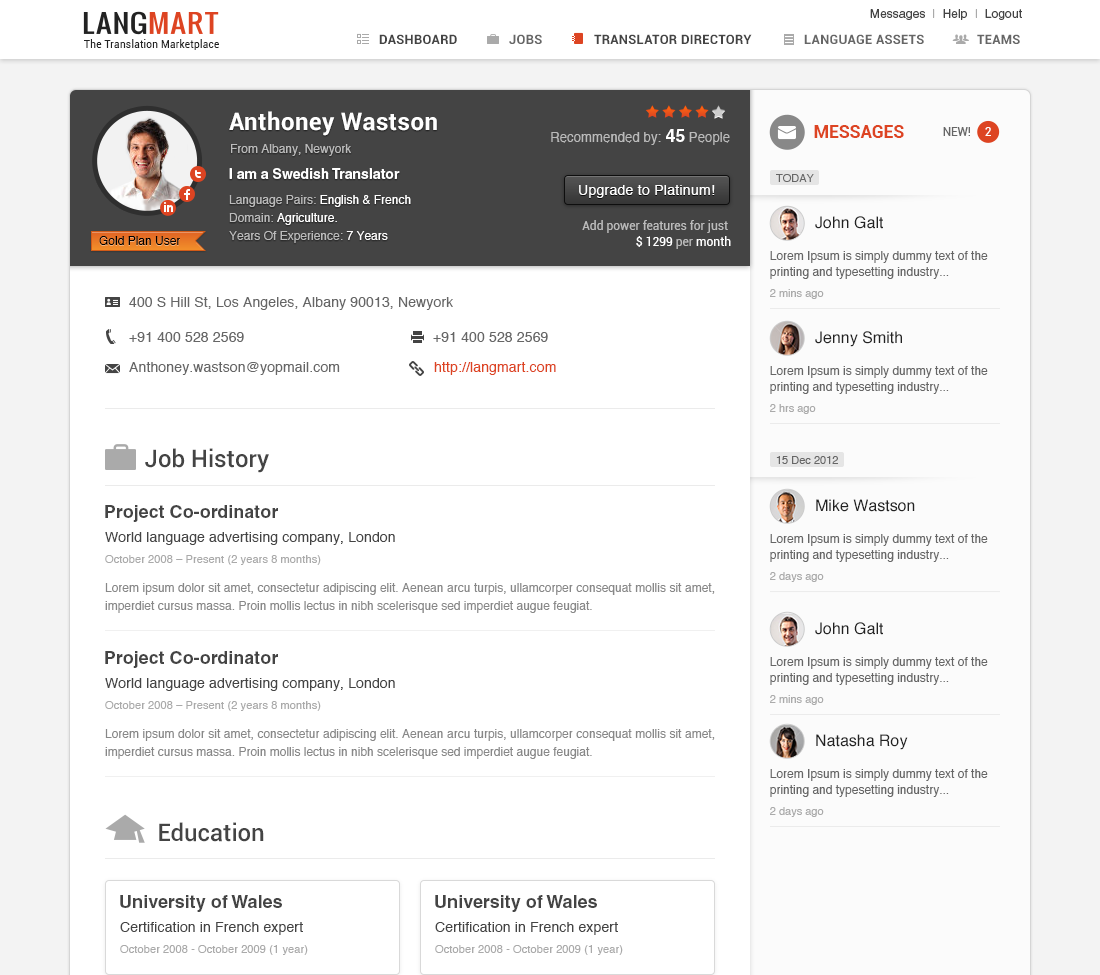 LANGMART
The Translation Marketplace
Messages | Help | Logout
DASHBOARD
JOBS
TRANSLATOR DIRECTORY
LANGUAGE ASSETS
TEAMS
Anthoney Wastson
From Albany, Newyork
I am a Swedish Translator
Language Pairs: English & French
Domain: Agriculture.
Years Of Experience: 7 Years
Gold Plan User
in
f
t
Recommended by: 45 People
Upgrade to Platinum!
Add power features for just
$ 1299 per month
400 S Hill St, Los Angeles, Albany 90013, Newyork
+91 400 528 2569
+91 400 528 2569
Anthoney.wastson@yopmail.com
http://langmart.com
Job History
Project Co-ordinator
World language advertising company, London
October 2008 – Present (2 years 8 months)
Lorem ipsum dolor sit amet, consectetur adipiscing elit. Aenean arcu turpis, ullamcorper consequat mollis sit amet,
imperdiet cursus massa. Proin mollis lectus in nibh scelerisque sed imperdiet augue feugiat.
Project Co-ordinator
World language advertising company, London
October 2008 – Present (2 years 8 months)
Lorem ipsum dolor sit amet, consectetur adipiscing elit. Aenean arcu turpis, ullamcorper consequat mollis sit amet,
imperdiet cursus massa. Proin mollis lectus in nibh scelerisque sed imperdiet augue feugiat.
Education
University of Wales
Certification in French expert
October 2008 - October 2009 (1 year)
University of Wales
Certification in French expert
October 2008 - October 2009 (1 year)
MESSAGES
NEW! 2
TODAY
John Galt
Lorem Ipsum is simply dummy text of the
printing and typesetting industry...
2 mins ago
Jenny Smith
Lorem Ipsum is simply dummy text of the
printing and typesetting industry...
2 hrs ago
15 Dec 2012
Mike Wastson
Lorem Ipsum is simply dummy text of the
printing and typesetting industry...
2 days ago
John Galt
Lorem Ipsum is simply dummy text of the
printing and typesetting industry...
2 mins ago
Natasha Roy
Lorem Ipsum is simply dummy text of the
printing and typesetting industry...
2 days ago